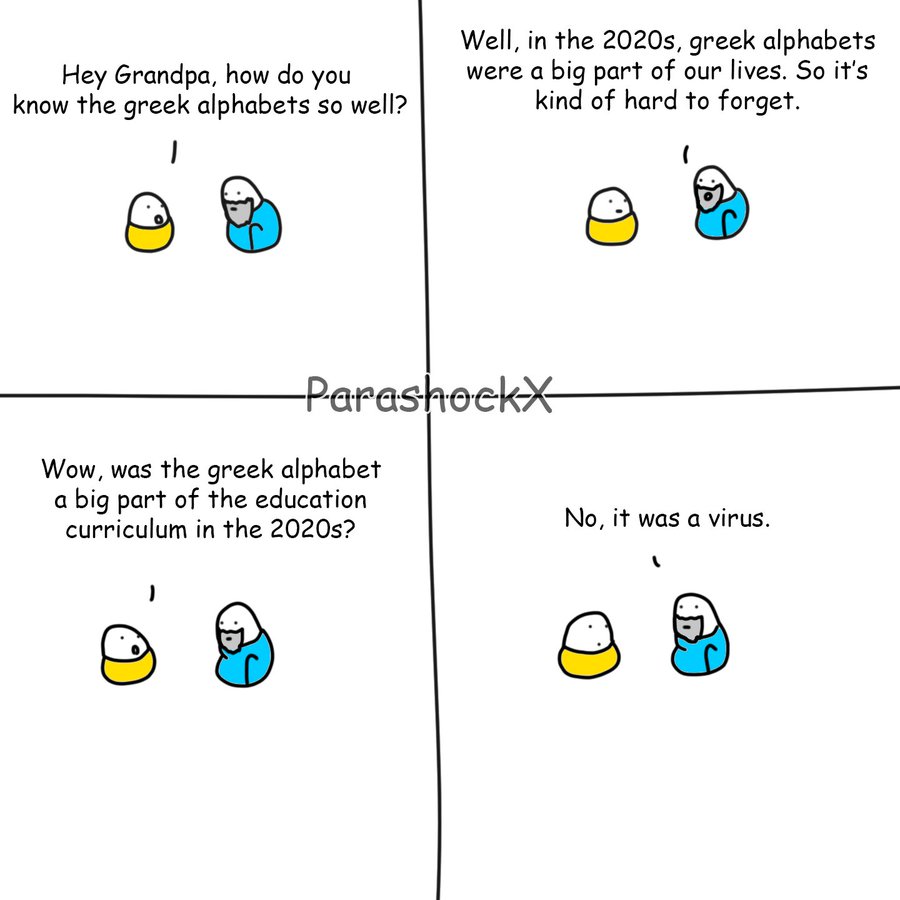 Hey Grandpa, how do you
know the greek alphabets so well?
Well, in the 2020s, greek alphabets
were a big part of our lives. So it's
kind of hard to forget.
ParashockX
Wow, was the greek alphabet
a big part of the education
curriculum in the 2020s?
No, it was a virus.